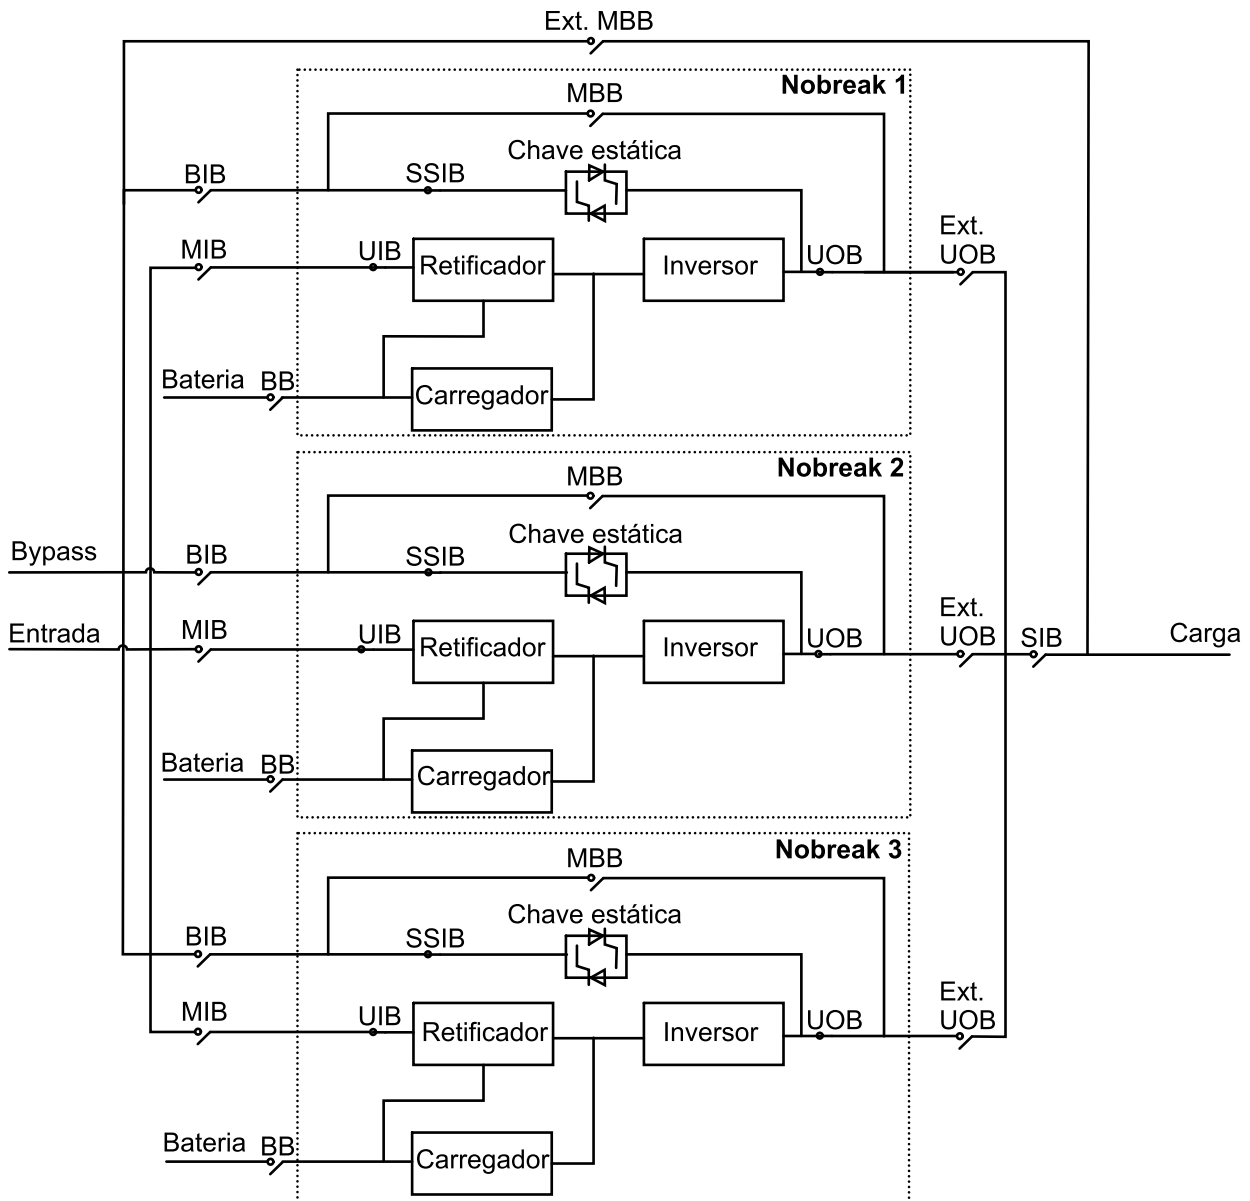 Ext. MBB
Nobreak 1
MBB
Chave estática
BIB
SSIB
Ext.
UOB
MIB
UIB
Retificador
Inversor
UOB
Bateria
BB
Carregador
Nobreak 2
MBB
Chave estática
Bypass
BIB
SSIB
Ext.
UOB
SIB
Entrada
MIB
UIB
Retificador
Inversor
UOB
Carga
Bateria
BB
Carregador
Nobreak 3
MBB
Chave estática
BIB
SSIB
Ext.
UOB
MIB
UIB
Retificador
Inversor
UOB
Bateria
BB
Carregador